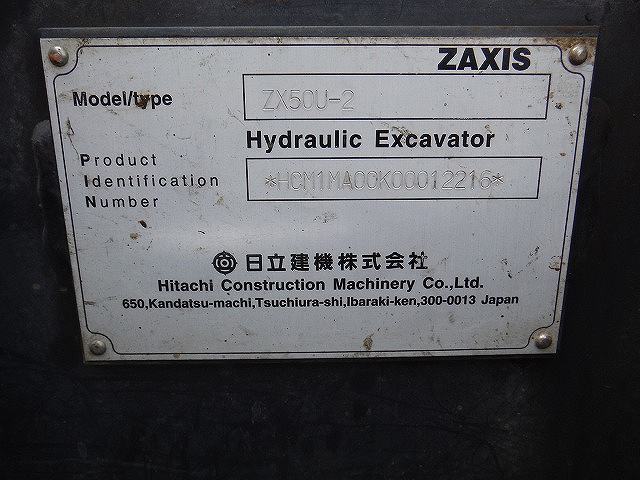 ZAXIS
Model/type ZX50U-2
Hydraulic Excavator
Product
Identification
Number
*HCM1MA00K00012216*
日立建機株式会社
Hitachi Construction Machinery Co.,Ltd.
650,Kandatsu-machi,Tsuchiura-shi,Ibaraki-ken,300-0013 Japan